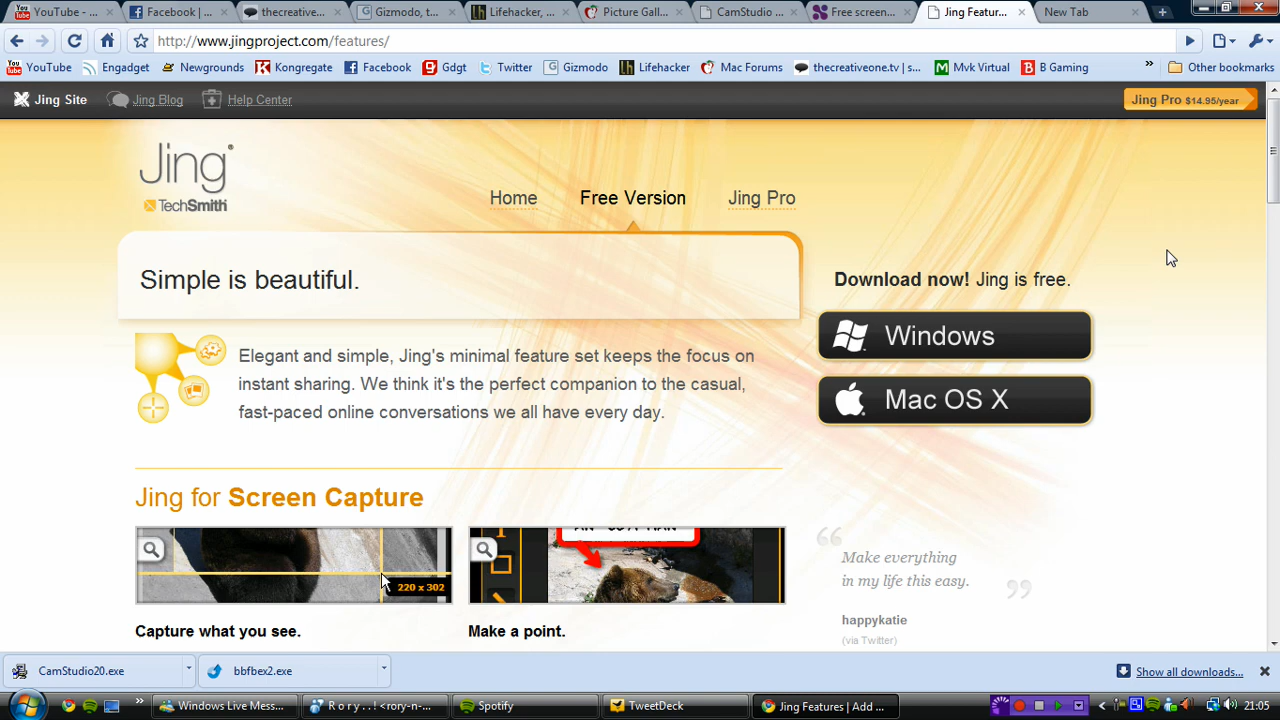 YouTube -
Facebook | ...
thecreative...
Gizmodo, t...
Lifehacker, ...
Picture Gall...
CamStudio ...
Free screen...
Jing Featur...
New Tab
http://www.jingproject.com/features/
YouTube
Engadget
Newgrounds
Kongregate
Facebook
Gdgt
Twitter
Gizmodo
Lifehacker
Mac Forums
thecreativeone.tv | s...
Mvk Virtual
B Gaming
» Other bookmarks
Jing Site
Jing Blog
Help Center
Jing Pro $14.95/year
Jing®
TechSmith
Home
Free Version
Jing Pro
Simple is beautiful.
Download now! Jing is free.
Windows
Mac OS X
Elegant and simple, Jing's minimal feature set keeps the focus on
instant sharing. We think it's the perfect companion to the casual,
fast-paced online conversations we all have every day.
Jing for Screen Capture
220 x 302
Capture what you see.
Make a point.
“ Make everything
in my life this easy. ”
happykatie
(via Twitter)
CamStudio20.exe
bbfbex2.exe
Show all downloads...
» Windows Live Mess...
R o r y . . ! <rory-n-...
Spotify
TweetDeck
Jing Features | Add ...
21:05